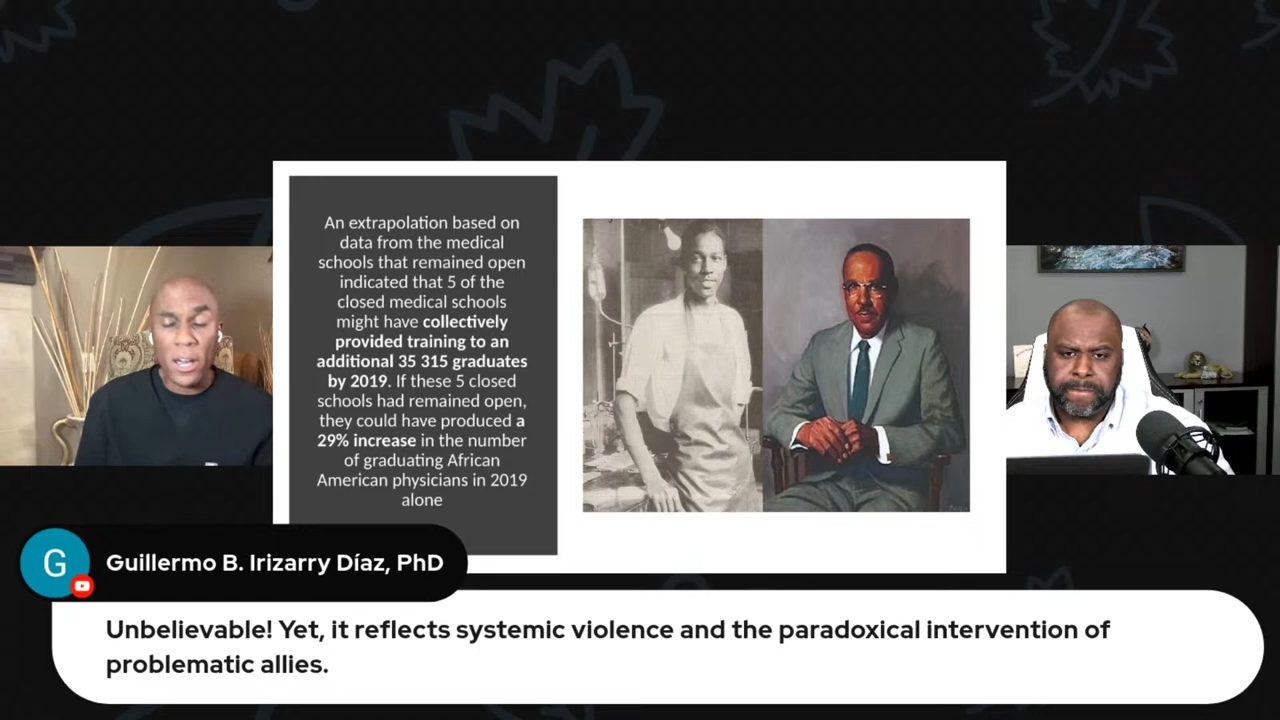 An extrapolation based on
data from the medical
schools that remained open
indicated that 5 of the
closed medical schools
might have collectively
provided training to an
additional 35 315 graduates
by 2019. If these 5 closed
schools had remained open,
they could have produced a
29% increase in the number
of graduating African
American physicians in 2019
alone
G
Guillermo B. Irizarry Díaz, PhD
Unbelievable! Yet, it reflects systemic violence and the paradoxical intervention of
problematic allies.